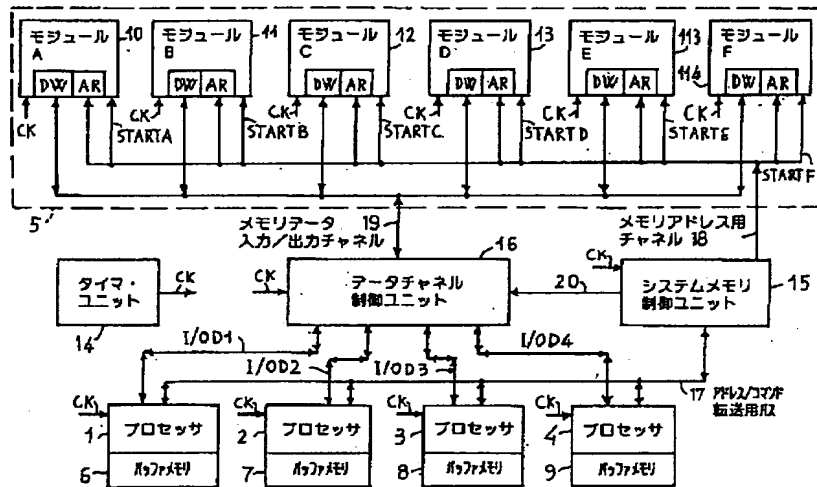 モジュール A 10
モジュール B 11
モジュール C 12
モジュール D 13
モジュール E 113
モジュール F 114
DW AR DW AR DW AR DW AR DW AR DW AR
CK CK CK CK CK CK
STARTA STARTB STARTC STARTD STARTE STARTF
5
メモリデータ 19
入力/出力チャネル
メモリアドレス用
チャネル 18
タイマ・
ユニット
14
CK
CK
データチャネル
制御ユニット
16
20
CK
システムメモリ
制御ユニット
15
I/OD1
I/OD2
I/OD3
I/OD4
17 アドレス/コマンド
転送用バス
CK CK CK CK
1 プロセッサ 2 プロセッサ 3 プロセッサ 4 プロセッサ
6 バッファメモリ 7 バッファメモリ 8 バッファメモリ 9 バッファメモリ